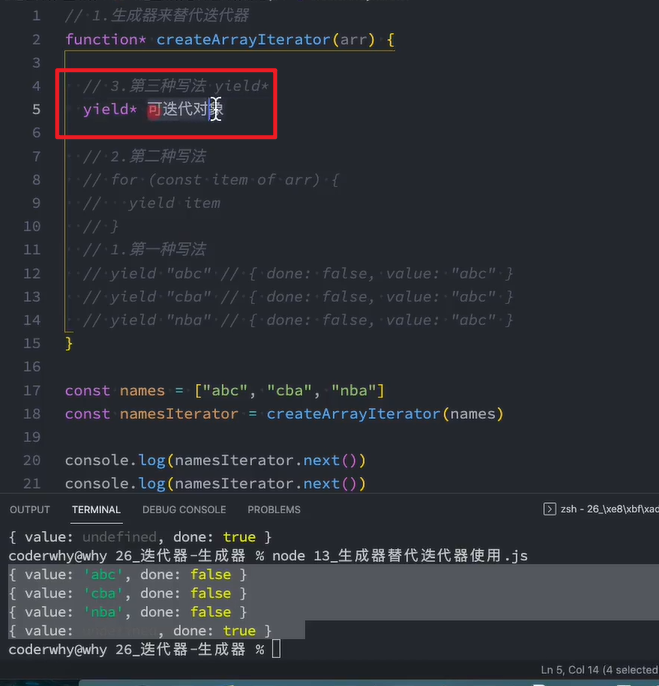 1 // 1.生成器来替代迭代器
2 function* createArrayIterator(arr) {
3
4 // 3.第三种写法 yield*
5 yield* 可迭代对象
6
7 // 2.第二种写法
8 // for (const item of arr) {
9 // yield item
10 // }
11 // 1.第一种写法
12 // yield "abc" // { done: false, value: "abc" }
13 // yield "cba" // { done: false, value: "abc" }
14 // yield "nba" // { done: false, value: "abc" }
15 }
16
17 const names = ["abc", "cba", "nba"]
18 const namesIterator = createArrayIterator(names)
19
20 console.log(namesIterator.next())
21 console.log(namesIterator.next())
OUTPUT TERMINAL DEBUG CONSOLE PROBLEMS zsh - 26_\xe8\xbf\xad
{ value: undefined, done: true }
coderwhy@why 26_迭代器-生成器 % node 13_生成器替代迭代器使用.js
{ value: 'abc', done: false }
{ value: 'cba', done: false }
{ value: 'nba', done: false }
{ value: , done: true }
coderwhy@why 26_迭代器-生成器 %
Ln 5, Col 14 (4 selected